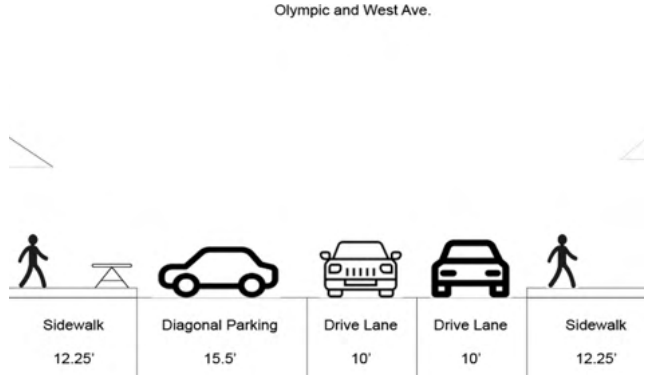 Olympic and West Ave.
Sidewalk Diagonal Parking Drive Lane Drive Lane Sidewalk
12.25' 15.5' 10' 10' 12.25'